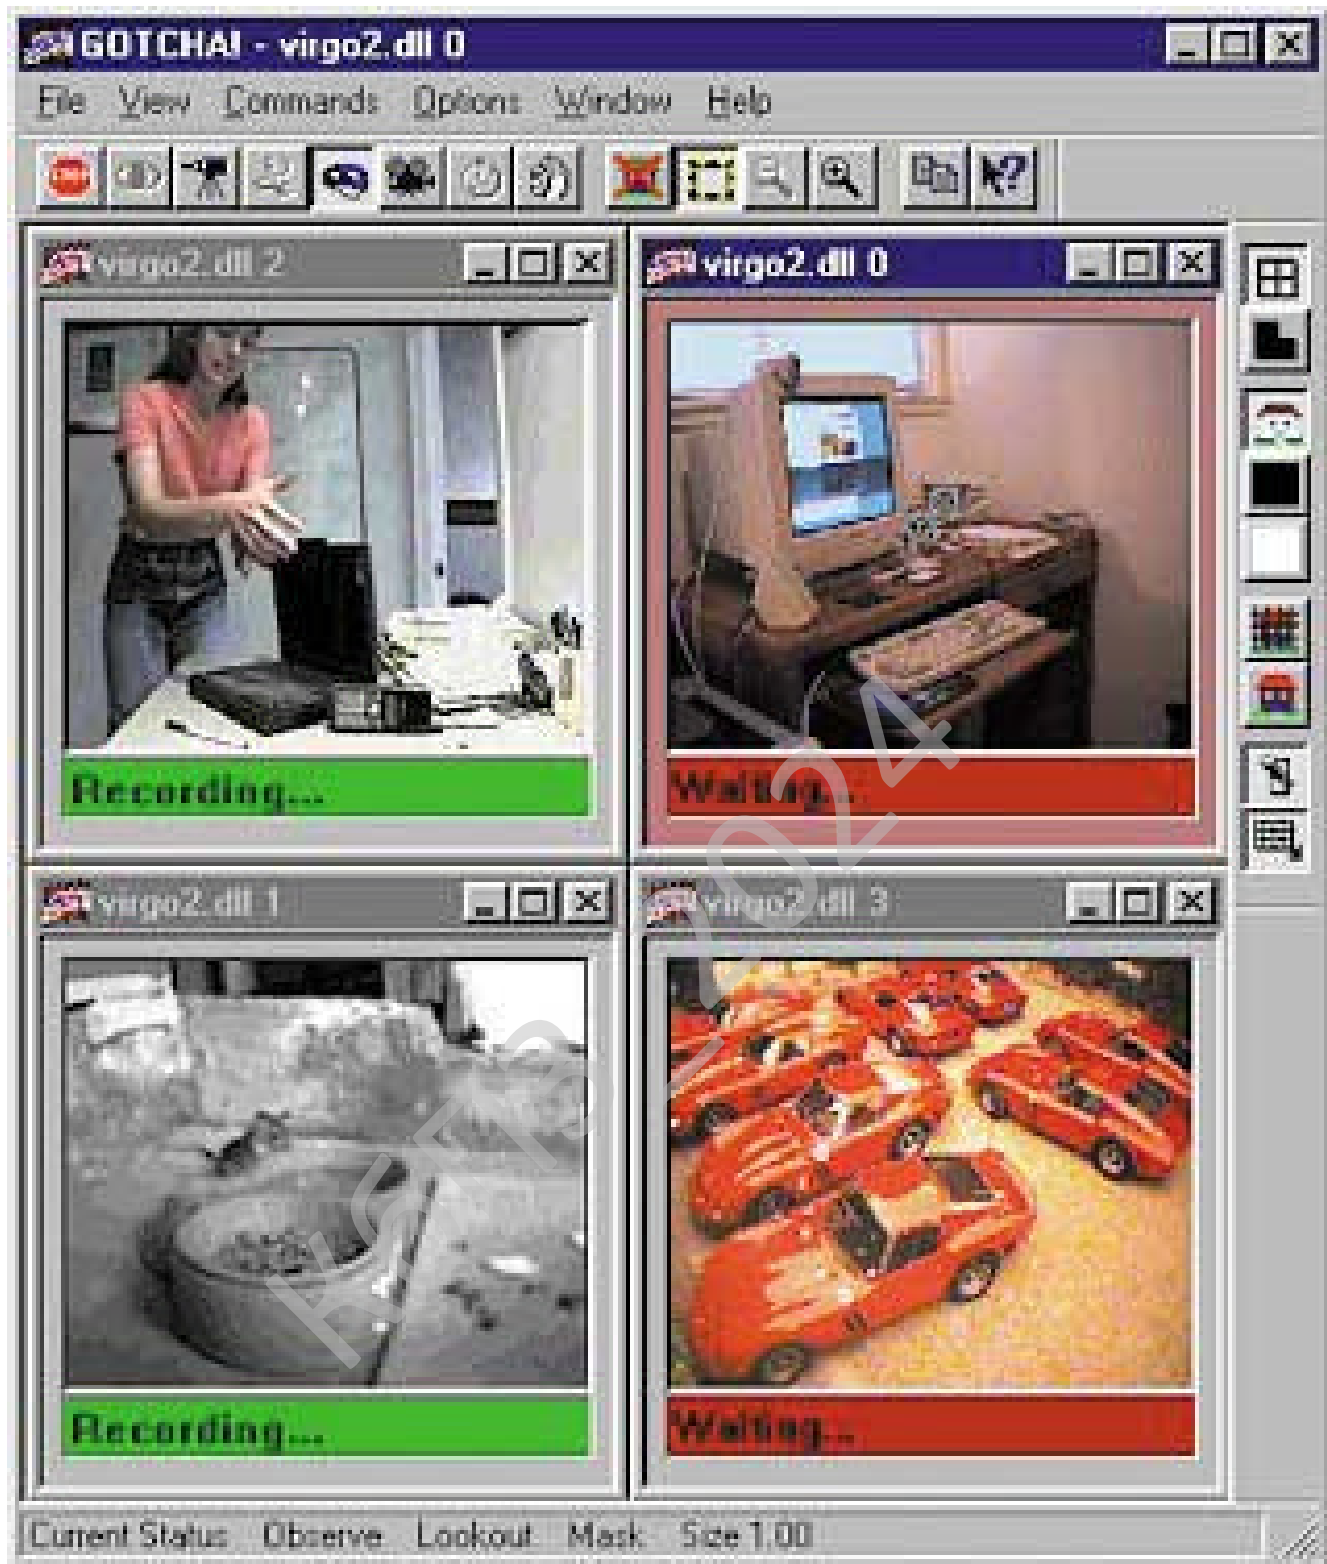 GOTCHA! - virgo2.dll 0
File View Commands Options Window Help
virgo2.dll 2
virgo2.dll 0
Recording...
Waiting...
virgo2.dll 1
virgo2.dll 3
Recording...
Waiting...
Current Status Observe Lookout Mask Size 1.00